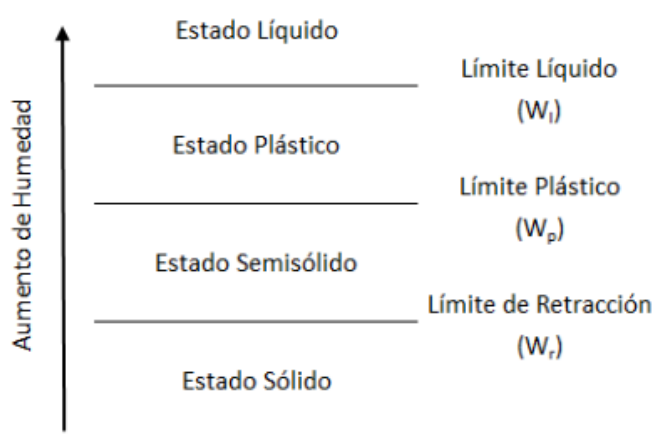 Estado Líquido
Límite Líquido
(Wl)
Estado Plástico
Límite Plástico
(Wp)
Estado Semisólido
Límite de Retracción
(Wr)
Estado Sólido
Aumento de Humedad